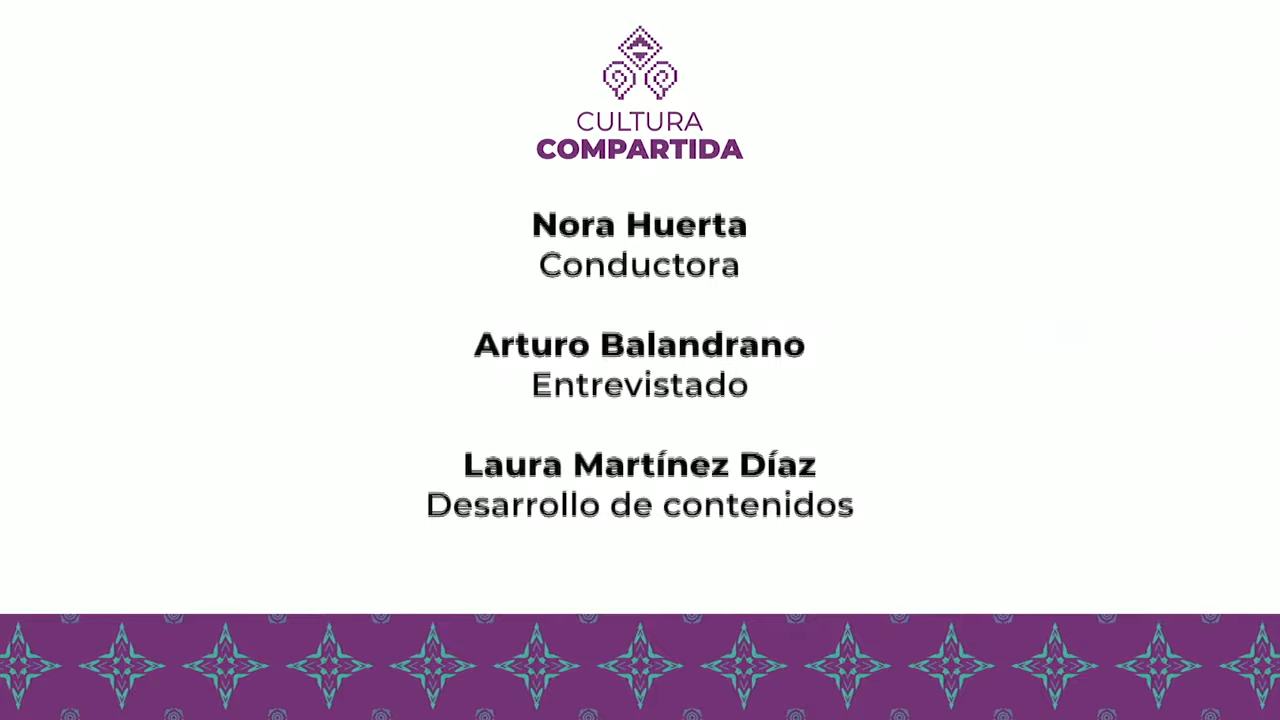 CULTURA
COMPARTIDA
Nora Huerta
Conductora
Arturo Balandrano
Entrevistado
Laura Martínez Díaz
Desarrollo de contenidos